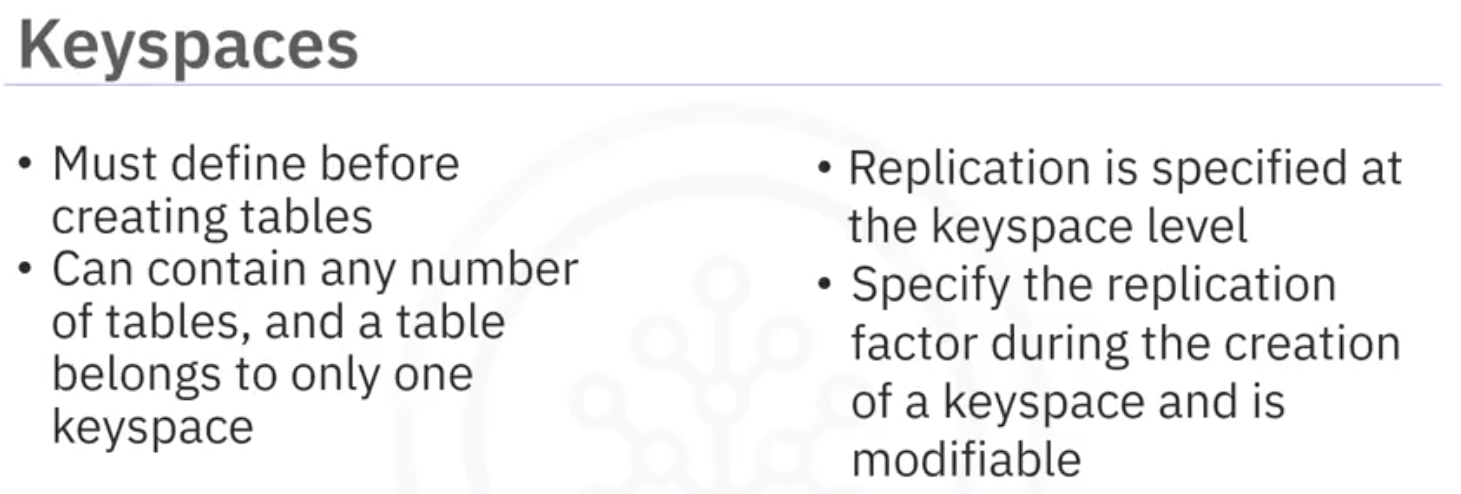 Keyspaces
• Must define before
creating tables
• Can contain any number
of tables, and a table
belongs to only one
keyspace
• Replication is specified at
the keyspace level
• Specify the replication
factor during the creation
of a keyspace and is
modifiable